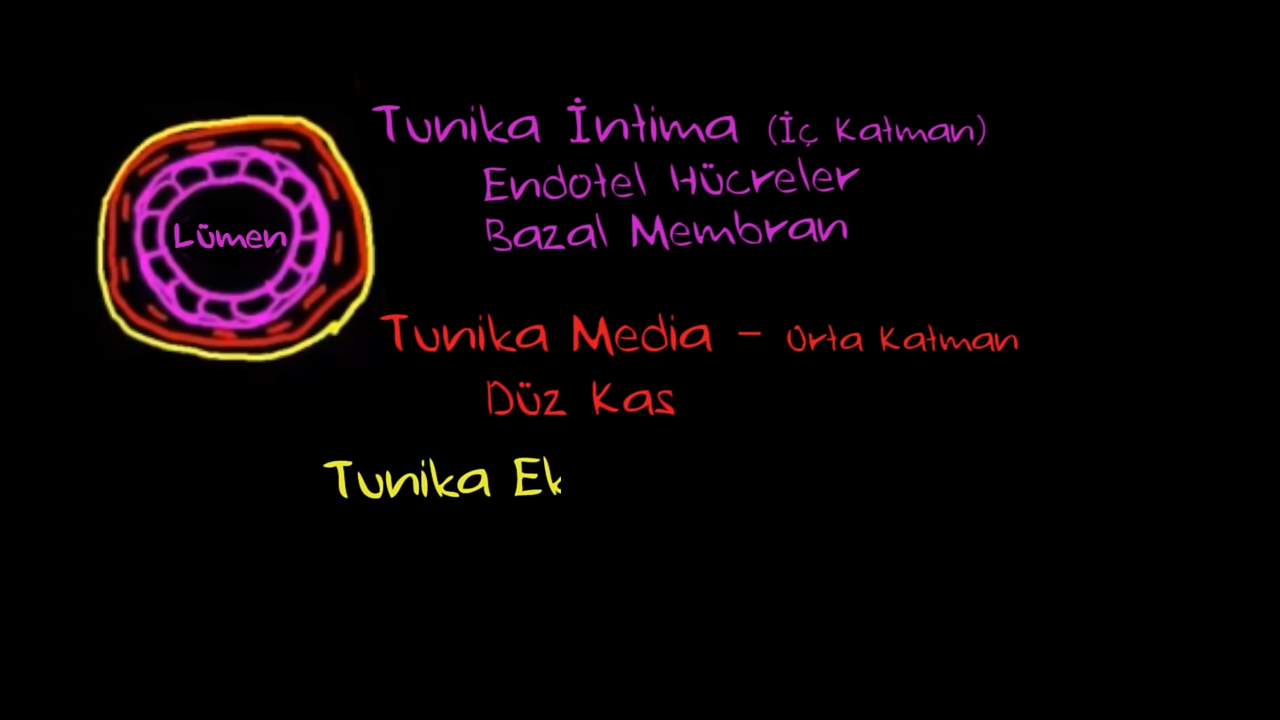 Tunika İntima (İç Katman)
Endotel Hücreler
Bazal Membran
Lümen
Tunika Media - Orta Katman
Düz Kas
Tunika Ek